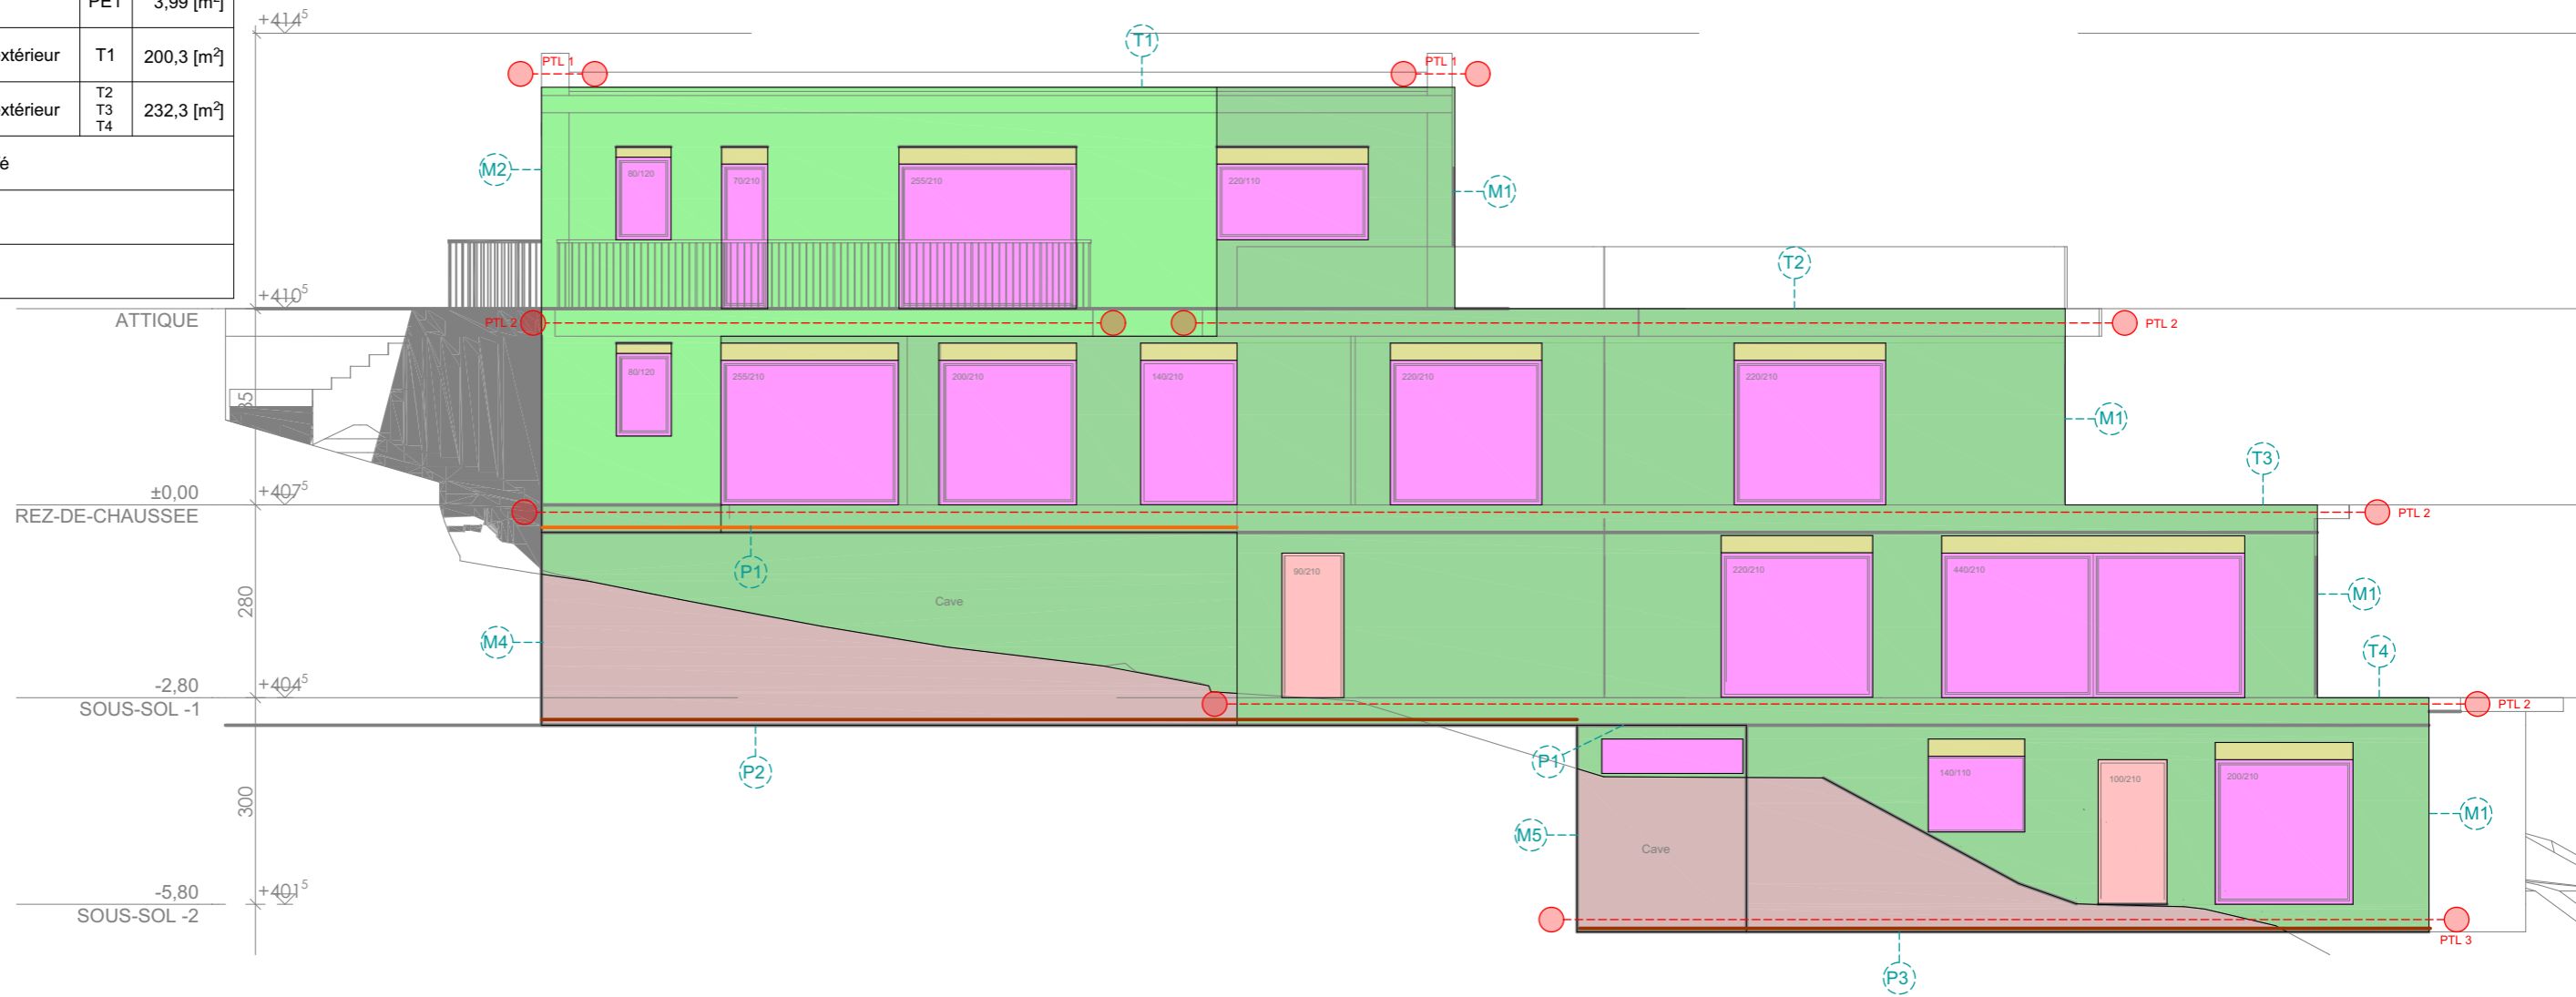 PE1 3,99 [m²]
extérieur T1 200,3 [m²]
extérieur T2 T3 T4 232,3 [m²]
+414⁵
T1
PTL 1
PTL 1
M2
80/120
70/210
255/210
220/110
M1
T2
+410⁵
ATTIQUE
PTL 2
PTL 2
80/120
255/210
200/210
140/210
220/210
220/210
M1
T3
±0,00
+407⁵
REZ-DE-CHAUSSEE
PTL 2
P1
90/210
220/210
440/210
280
Cave
M1
M4
T4
-2,80
+404⁵
SOUS-SOL -1
PTL 2
P2
P1
140/110
100/210
200/210
300
M5
Cave
M1
-5,80
+401⁵
SOUS-SOL -2
PTL 3
P3